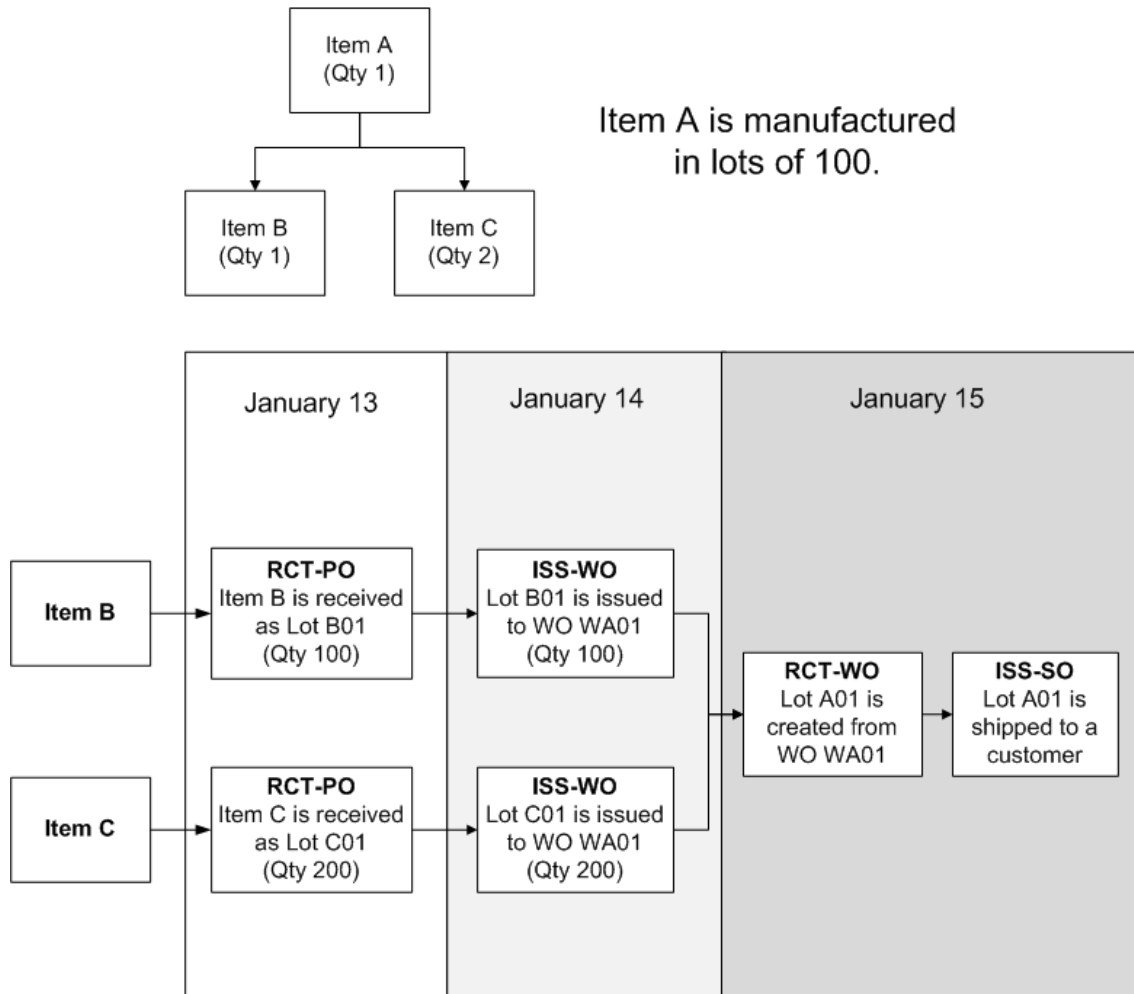 Item A
(Qty 1)
Item A is manufactured
in lots of 100.
Item B
(Qty 1)
Item C
(Qty 2)
January 13
January 14
January 15
Item B
RCT-PO
Item B is received
as Lot B01
(Qty 100)
ISS-WO
Lot B01 is issued
to WO WA01
(Qty 100)
RCT-WO
Lot A01 is
created from
WO WA01
ISS-SO
Lot A01 is
shipped to a
customer
Item C
RCT-PO
Item C is received
as Lot C01
(Qty 200)
ISS-WO
Lot C01 is issued
to WO WA01
(Qty 200)